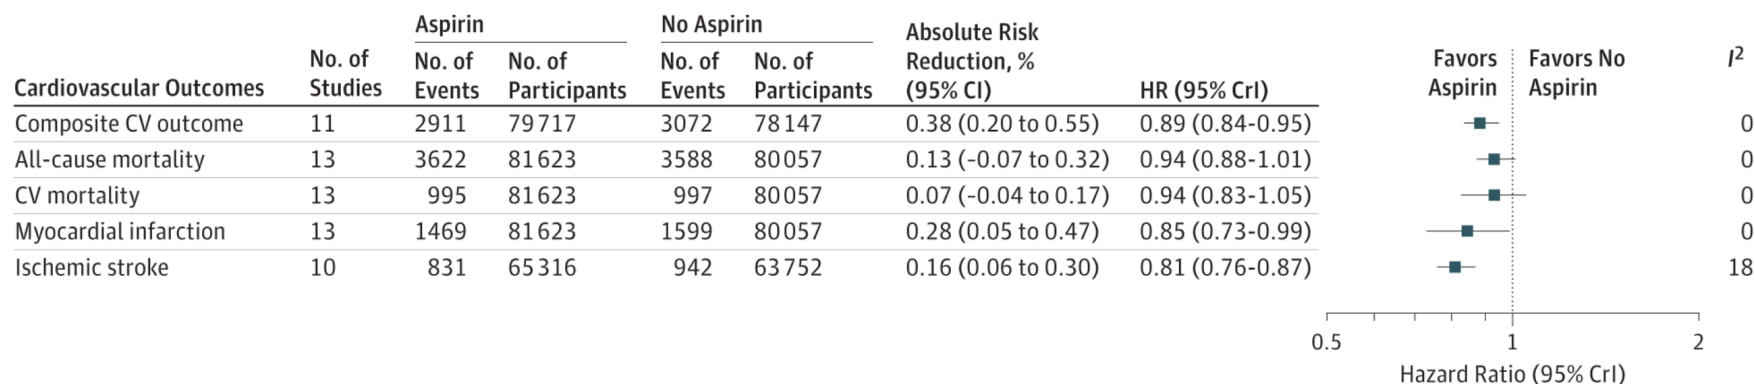 Aspirin No Aspirin Absolute Risk
No. of No. of No. of No. of No. of Reduction, % Favors Favors No I²
Cardiovascular Outcomes Studies Events Participants Events Participants (95% CI) HR (95% CrI) Aspirin Aspirin
Composite CV outcome 11 2911 79717 3072 78147 0.38 (0.20 to 0.55) 0.89 (0.84-0.95) 0
All-cause mortality 13 3622 81623 3588 80057 0.13 (-0.07 to 0.32) 0.94 (0.88-1.01) 0
CV mortality 13 995 81623 997 80057 0.07 (-0.04 to 0.17) 0.94 (0.83-1.05) 0
Myocardial infarction 13 1469 81623 1599 80057 0.28 (0.05 to 0.47) 0.85 (0.73-0.99) 0
Ischemic stroke 10 831 65316 942 63752 0.16 (0.06 to 0.30) 0.81 (0.76-0.87) 18
0.5 1 2
Hazard Ratio (95% CrI)